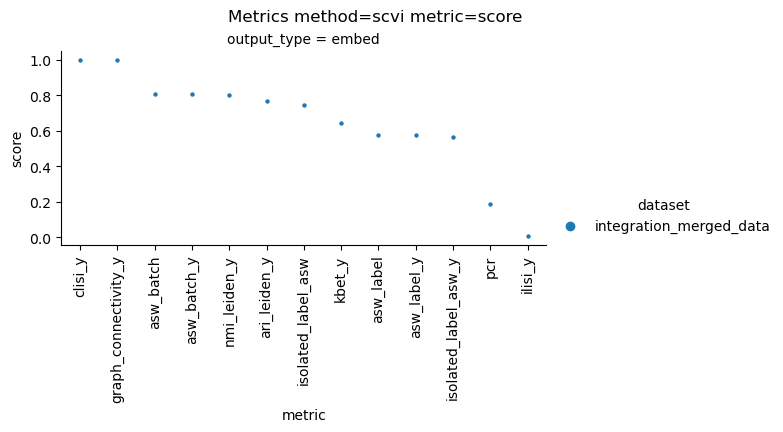 Metrics method=scvi metric=score
output_type = embed
1.0
0.8
0.6
0.4
0.2
0.0
score
clisi_y
graph_connectivity_y
asw_batch
asw_batch_y
nmi_leiden_y
ari_leiden_y
isolated_label_asw
kbet_y
asw_label
asw_label_y
isolated_label_asw_y
pcr
ilisi_y
metric
dataset
integration_merged_data